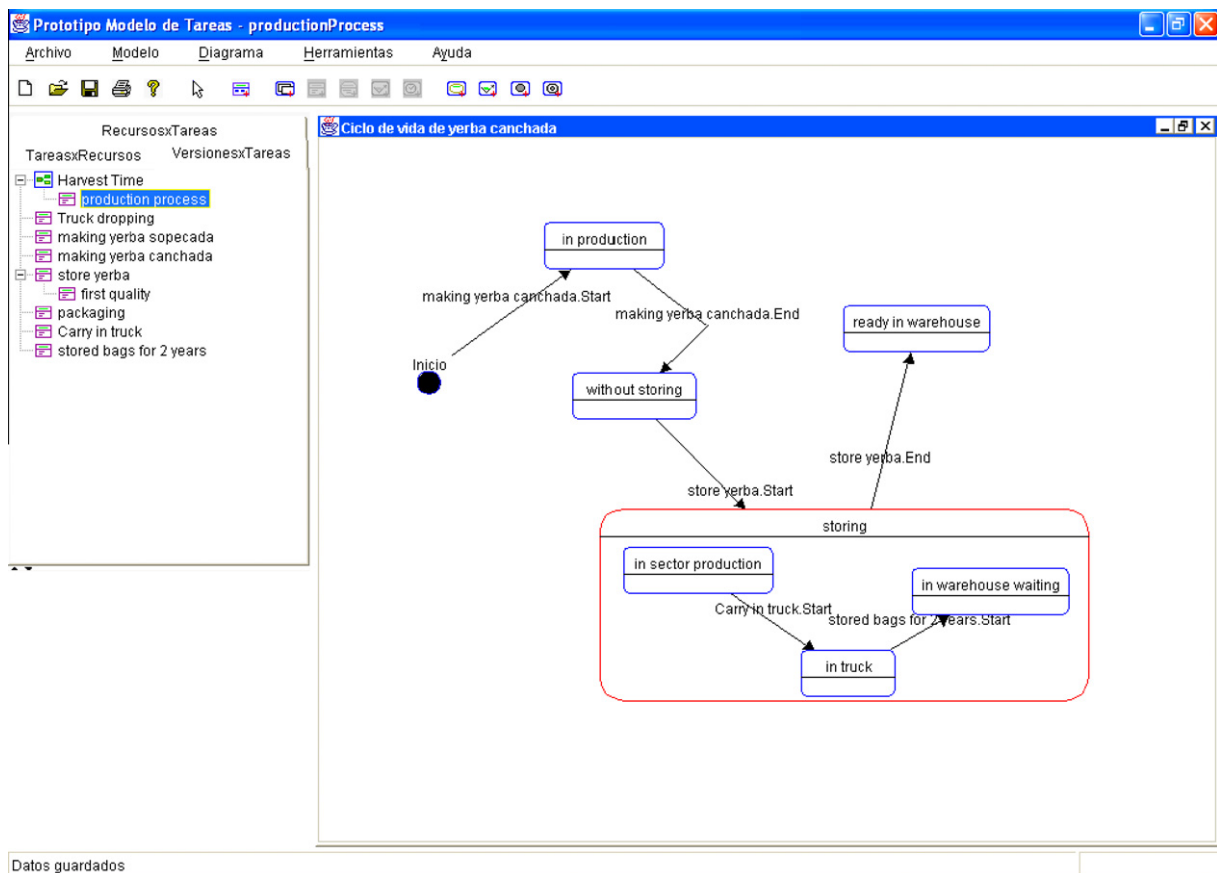 Prototipo Modelo de Tareas - productionProcess
Archivo Modelo Diagrama Herramientas Ayuda
RecursosxTareas
TareasxRecursos VersionesxTareas
Harvest Time
production process
Truck dropping
making yerba sopecada
making yerba canchada
store yerba
first quality
packaging
Carry in truck
stored bags for 2 years
Ciclo de vida de yerba canchada
in production
making yerba canchada.Start
making yerba canchada.End
ready in warehouse
Inicio
without storing
store yerba.End
store yerba.Start
storing
in sector production
in warehouse waiting
Carry in truck.Start
stored bags for 2 years.Start
in truck
Datos guardados